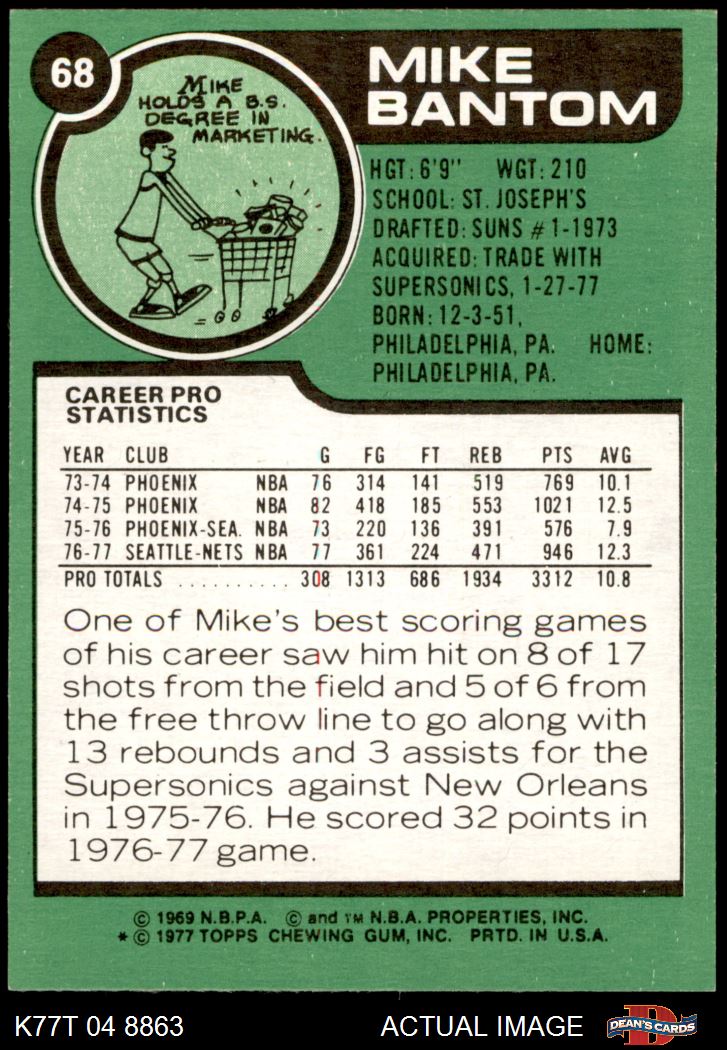 68
MIKE
HOLDS A B.S.
DEGREE IN
MARKETING.
MIKE
BANTOM
HGT: 6'9" WGT: 210
SCHOOL: ST. JOSEPH'S
DRAFTED: SUNS #1-1973
ACQUIRED: TRADE WITH
SUPERSONICS, 1-27-77
BORN: 12-3-51,
PHILADELPHIA, PA. HOME:
PHILADELPHIA, PA.
CAREER PRO
STATISTICS
YEAR CLUB G FG FT REB PTS AVG
73-74 PHOENIX NBA 76 314 141 519 769 10.1
74-75 PHOENIX NBA 82 418 185 553 1021 12.5
75-76 PHOENIX-SEA. NBA 73 220 136 391 576 7.9
76-77 SEATTLE-NETS NBA 77 361 224 471 946 12.3
PRO TOTALS .......... 308 1313 686 1934 3312 10.8
One of Mike's best scoring games
of his career saw him hit on 8 of 17
shots from the field and 5 of 6 from
the free throw line to go along with
13 rebounds and 3 assists for the
Supersonics against New Orleans
in 1975-76. He scored 32 points in
1976-77 game.
© 1969 N.B.P.A. © and TM N.B.A. PROPERTIES, INC.
* © 1977 TOPPS CHEWING GUM, INC. PRTD. IN U.S.A.
K77T 04 8863 ACTUAL IMAGE DEAN'S CARDS